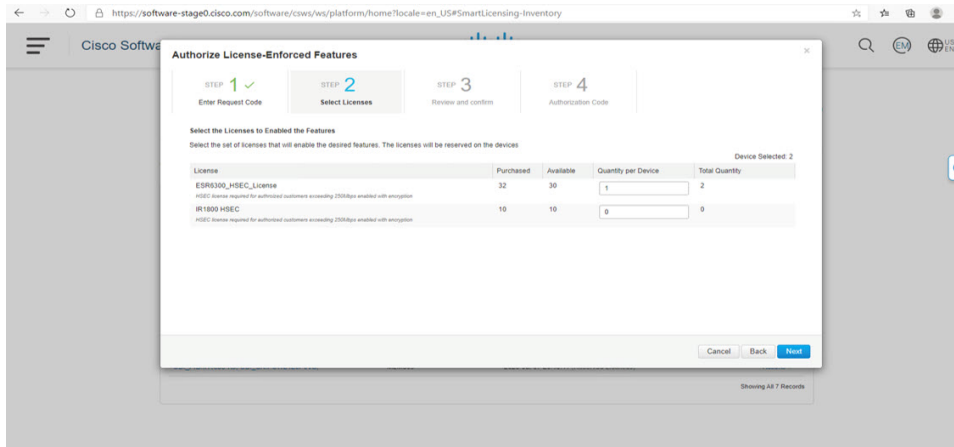 https://software-stage0.cisco.com/software/csws/ws/platform/home?locale=en_US#SmartLicensing-Inventory
Cisco Softwa
EM
US
EN
Authorize License-Enforced Features
×
STEP 1 ✓
STEP 2
STEP 3
STEP 4
Enter Request Code
Select Licenses
Review and confirm
Authorization Code
Select the Licenses to Enabled the Features
Select the set of licenses that will enable the desired features. The licenses will be reserved on the devices
Device Selected: 2
License Purchased Available Quantity per Device Total Quantity
ESR6300_HSEC_License 32 30 1 2
HSEC license required for authorized customers exceeding 250Mbps enabled with encryption
IR1800 HSEC 10 10 0 0
HSEC license required for authorized customers exceeding 250Mbps enabled with encryption
Cancel Back Next
Showing All 7 Records